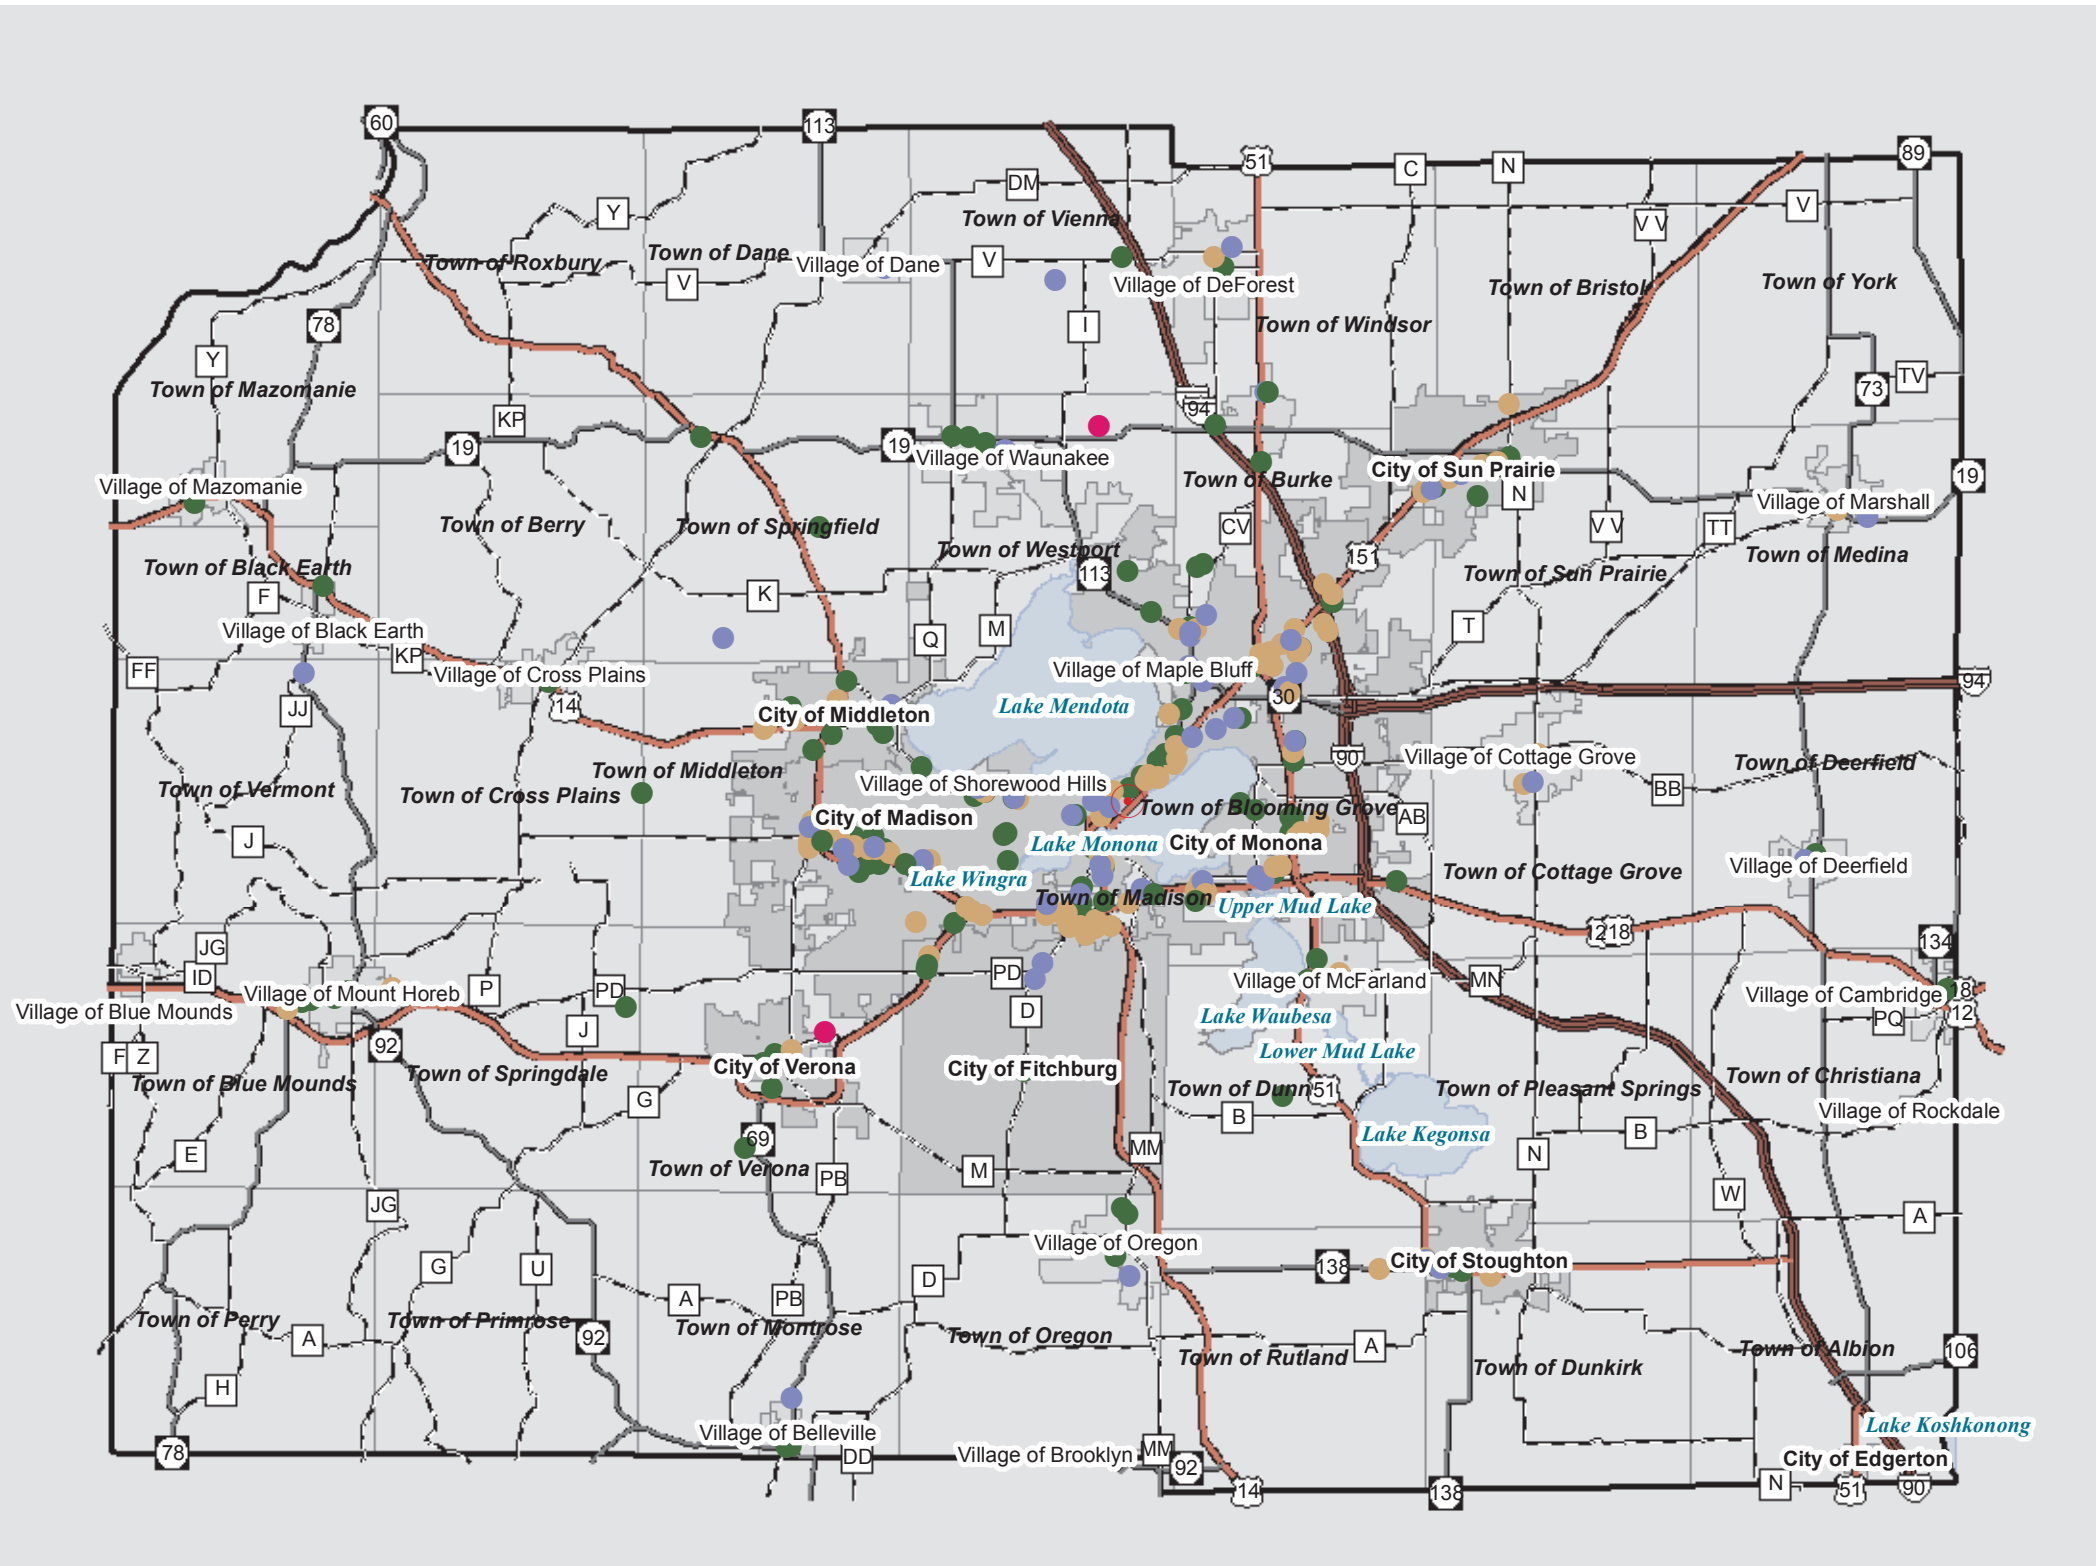 60
113
51
C
N
89
DM
Y
V
V V
Town of Vienna
Town of Roxbury
Town of Dane
Village of Dane
V
V
Village of DeForest
Town of Bristol
Town of York
78
I
Town of Windsor
Y
Town of Mazomanie
KP
94
73
TV
19
19
Village of Waunakee
Town of Burke
City of Sun Prairie
19
Village of Mazomanie
N
Village of Marshall
Town of Berry
Town of Springfield
CV
V V
TT
Town of Westport
151
Town of Medina
Town of Black Earth
113
Town of Sun Prairie
F
K
Village of Black Earth
Q
M
T
KP
FF
Village of Cross Plains
Village of Maple Bluff
94
JJ
14
Lake Mendota
30
City of Middleton
90
Village of Cottage Grove
Town of Deerfield
Town of Middleton
Village of Shorewood Hills
Town of Vermont
Town of Cross Plains
BB
Town of Blooming Grove
AB
City of Madison
J
Lake Monona
City of Monona
Village of Deerfield
Lake Wingra
Town of Cottage Grove
Town of Madison
Upper Mud Lake
1218
JG
134
ID
PD
MN
Village of McFarland
Village of Mount Horeb
P
PD
Village of Cambridge
18
Village of Blue Mounds
D
Lake Waubesa
PQ
12
J
92
F
Z
Lower Mud Lake
City of Verona
City of Fitchburg
Town of Springdale
Town of Blue Mounds
Town of Dunn
51
Town of Pleasant Springs
Town of Christiana
G
B
Village of Rockdale
69
Lake Kegonsa
B
E
MM
N
Town of Verona
M
PB
JG
W
A
Village of Oregon
G
U
138
City of Stoughton
D
A
PB
Town of Perry
Town of Primrose
Town of Montrose
Town of Oregon
A
92
A
Town of Rutland
Town of Albion
106
Town of Dunkirk
H
Village of Belleville
Lake Koshkonong
78
DD
Village of Brooklyn
MM
City of Edgerton
92
N
14
138
51
90